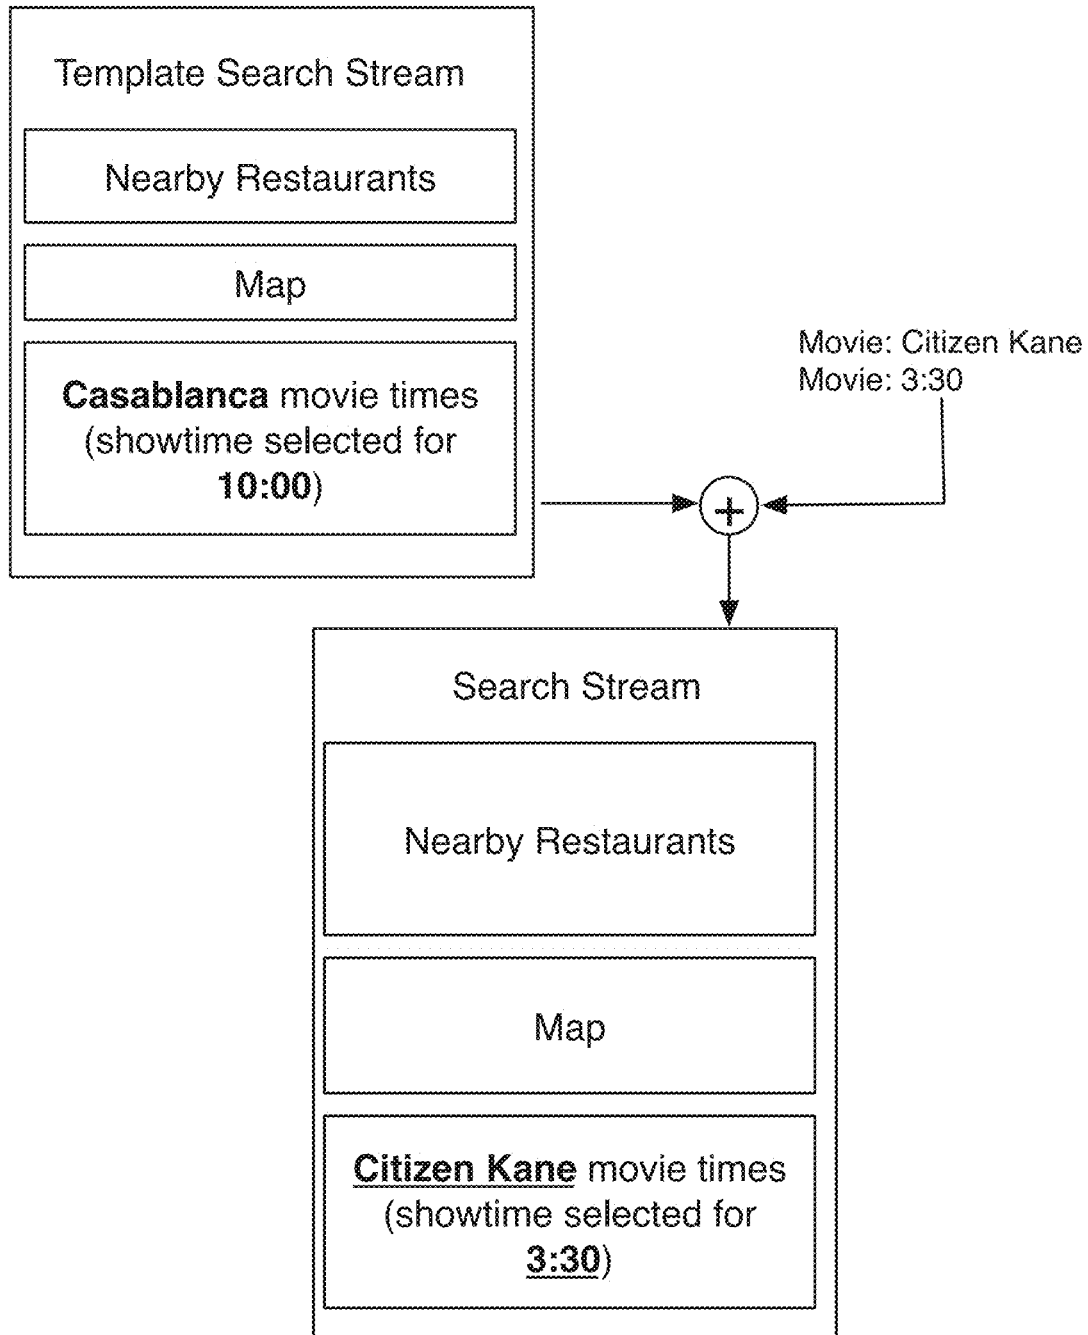 Template Search Stream
Nearby Restaurants
Map
Casablanca movie times
(showtime selected for
10:00)
Movie: Citizen Kane
Movie: 3:30
+
Search Stream
Nearby Restaurants
Map
Citizen Kane movie times
(showtime selected for
3:30)